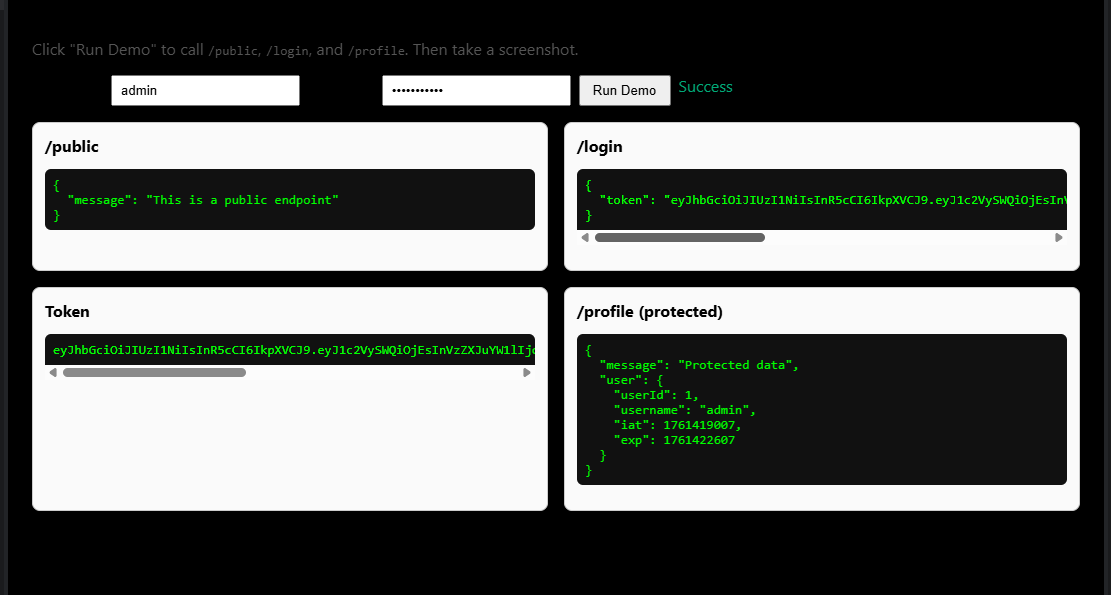 Click "Run Demo" to call /public, /login, and /profile. Then take a screenshot.
admin ••••••••••• Run Demo Success
/public
{
  "message": "This is a public endpoint"
}
/login
{
  "token": "eyJhbGciOiJIUzI1NiIsInR5cCI6IkpXVCJ9.eyJ1c2VySWQiOjEsInV
}
Token
eyJhbGciOiJIUzI1NiIsInR5cCI6IkpXVCJ9.eyJ1c2VySWQiOjEsInVzZXJuYW1lIjo
/profile (protected)
{
  "message": "Protected data",
  "user": {
    "userId": 1,
    "username": "admin",
    "iat": 1761419007,
    "exp": 1761422607
  }
}